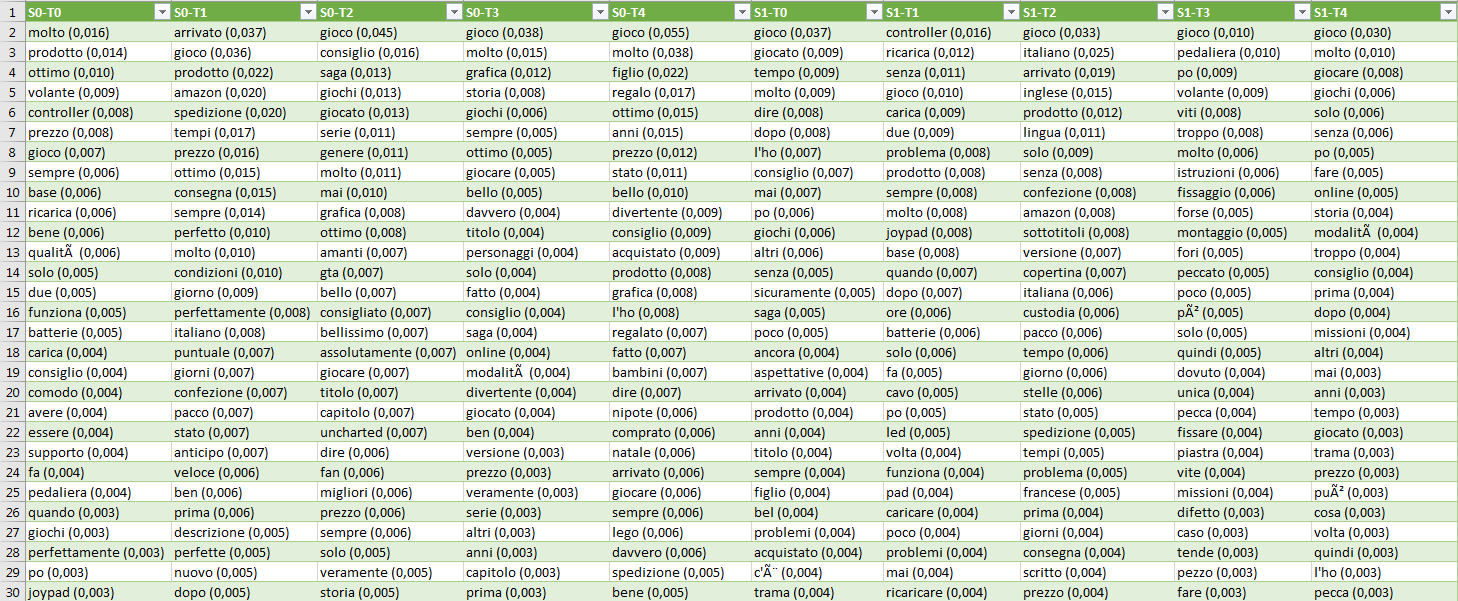 1 S0-T0 S0-T1 S0-T2 S0-T3 S0-T4 S1-T0 S1-T1 S1-T2 S1-T3 S1-T4
2 molto (0,016) arrivato (0,037) gioco (0,045) gioco (0,038) gioco (0,055) gioco (0,037) controller (0,016) gioco (0,033) gioco (0,010) gioco (0,030)
3 prodotto (0,014) gioco (0,036) consiglio (0,016) molto (0,015) molto (0,038) giocato (0,009) ricarica (0,012) italiano (0,025) pedaliera (0,010) molto (0,010)
4 ottimo (0,010) prodotto (0,022) saga (0,013) grafica (0,012) figlio (0,022) tempo (0,009) senza (0,011) arrivato (0,019) po (0,009) giocare (0,008)
5 volante (0,009) amazon (0,020) giochi (0,013) storia (0,008) regalo (0,017) molto (0,009) gioco (0,010) inglese (0,015) volante (0,009) giochi (0,006)
6 controller (0,008) spedizione (0,020) giocato (0,013) giochi (0,006) ottimo (0,015) dire (0,008) carica (0,009) prodotto (0,012) viti (0,008) solo (0,006)
7 prezzo (0,008) tempi (0,017) serie (0,011) sempre (0,005) anni (0,015) dopo (0,008) due (0,009) lingua (0,011) troppo (0,008) senza (0,006)
8 gioco (0,007) prezzo (0,016) genere (0,011) ottimo (0,005) prezzo (0,012) l'ho (0,007) problema (0,008) solo (0,009) molto (0,006) po (0,005)
9 sempre (0,006) ottimo (0,015) molto (0,011) giocare (0,005) stato (0,011) consiglio (0,007) prodotto (0,008) senza (0,008) istruzioni (0,006) fare (0,005)
10 base (0,006) consegna (0,015) mai (0,010) bello (0,005) bello (0,010) mai (0,007) sempre (0,008) confezione (0,008) fissaggio (0,006) online (0,005)
11 ricarica (0,006) sempre (0,014) grafica (0,008) davvero (0,004) divertente (0,009) po (0,006) molto (0,008) amazon (0,008) forse (0,005) storia (0,004)
12 bene (0,006) perfetto (0,010) ottimo (0,008) titolo (0,004) consiglio (0,009) giochi (0,006) joypad (0,008) sottotitoli (0,008) montaggio (0,005) modalitÃ (0,004)
13 qualitÃ (0,006) molto (0,010) amanti (0,007) personaggi (0,004) acquistato (0,009) altri (0,006) base (0,008) versione (0,007) fori (0,005) troppo (0,004)
14 solo (0,005) condizioni (0,010) gta (0,007) solo (0,004) prodotto (0,008) senza (0,005) quando (0,007) copertina (0,007) peccato (0,005) consiglio (0,004)
15 due (0,005) giorno (0,009) bello (0,007) fatto (0,004) grafica (0,008) sicuramente (0,005) dopo (0,007) italiana (0,006) poco (0,005) prima (0,004)
16 funziona (0,005) perfettamente (0,008) consigliato (0,007) consiglio (0,004) l'ho (0,008) saga (0,005) ore (0,006) custodia (0,006) pÃ² (0,005) dopo (0,004)
17 batterie (0,005) italiano (0,008) bellissimo (0,007) saga (0,004) regalato (0,007) poco (0,005) batterie (0,006) pacco (0,006) solo (0,005) missioni (0,004)
18 carica (0,004) puntuale (0,007) assolutamente (0,007) online (0,004) fatto (0,007) ancora (0,004) solo (0,006) tempo (0,006) quindi (0,005) altri (0,004)
19 consiglio (0,004) giorni (0,007) giocare (0,007) modalitÃ (0,004) bambini (0,007) aspettative (0,004) fa (0,005) giorno (0,006) dovuto (0,004) mai (0,003)
20 comodo (0,004) confezione (0,007) titolo (0,007) divertente (0,004) dire (0,007) arrivato (0,004) cavo (0,005) stelle (0,006) unica (0,004) anni (0,003)
21 avere (0,004) pacco (0,007) capitolo (0,007) giocato (0,004) nipote (0,006) prodotto (0,004) po (0,005) stato (0,005) pecca (0,004) tempo (0,003)
22 essere (0,004) stato (0,007) uncharted (0,007) ben (0,004) comprato (0,006) anni (0,004) led (0,005) spedizione (0,005) fissare (0,004) giocato (0,003)
23 supporto (0,004) anticipo (0,007) dire (0,006) versione (0,003) natale (0,006) titolo (0,004) volta (0,004) tempi (0,005) piastra (0,004) trama (0,003)
24 fa (0,004) veloce (0,006) fan (0,006) prezzo (0,003) arrivato (0,006) sempre (0,004) funziona (0,004) problema (0,005) vite (0,004) prezzo (0,003)
25 pedaliera (0,004) ben (0,006) migliori (0,006) veramente (0,003) giocare (0,006) figlio (0,004) pad (0,004) francese (0,005) missioni (0,004) puÃ² (0,003)
26 quando (0,003) prima (0,006) prezzo (0,006) serie (0,003) sempre (0,006) bel (0,004) caricare (0,004) prima (0,004) difetto (0,003) cosa (0,003)
27 giochi (0,003) descrizione (0,005) sempre (0,005) altri (0,003) lego (0,006) problemi (0,004) poco (0,004) giorni (0,004) caso (0,003) volta (0,003)
28 perfettamente (0,003) perfette (0,005) solo (0,005) anni (0,003) davvero (0,006) acquistato (0,004) problemi (0,004) consegna (0,004) tende (0,003) quindi (0,003)
29 po (0,003) nuovo (0,005) veramente (0,005) capitolo (0,003) spedizione (0,005) c'Ã¨ (0,004) mai (0,004) scritto (0,004) pezzo (0,003) l'ho (0,003)
30 joypad (0,003) dopo (0,005) storia (0,005) prima (0,003) bene (0,005) trama (0,004) ricaricare (0,004) prezzo (0,004) fare (0,003) pecca (0,003)